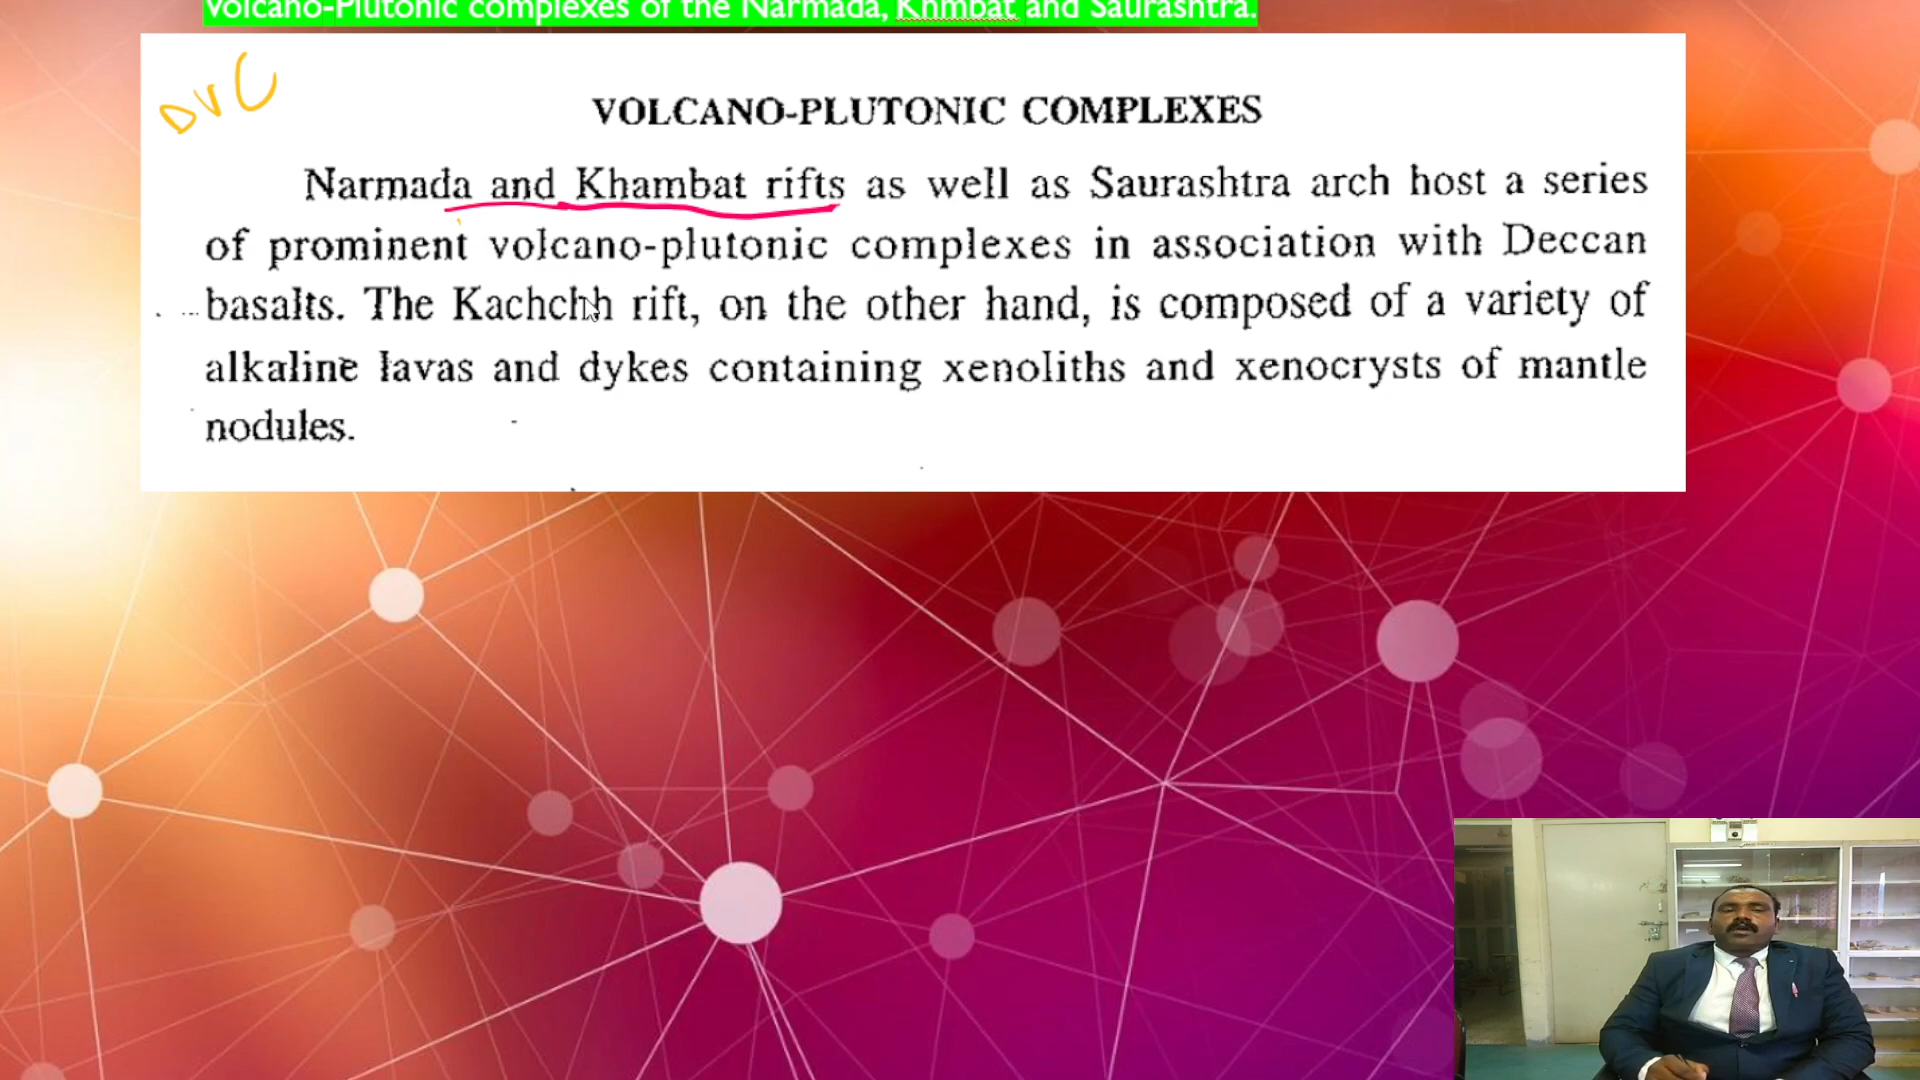 Volcano-Plutonic complexes of the Narmada, Khmbat and Saurashtra.
DVC
VOLCANO-PLUTONIC COMPLEXES
Narmada and Khambat rifts as well as Saurashtra arch host a series
of prominent volcano-plutonic complexes in association with Deccan
basalts. The Kachchh rift, on the other hand, is composed of a variety of
alkaline lavas and dykes containing xenoliths and xenocrysts of mantle
nodules.